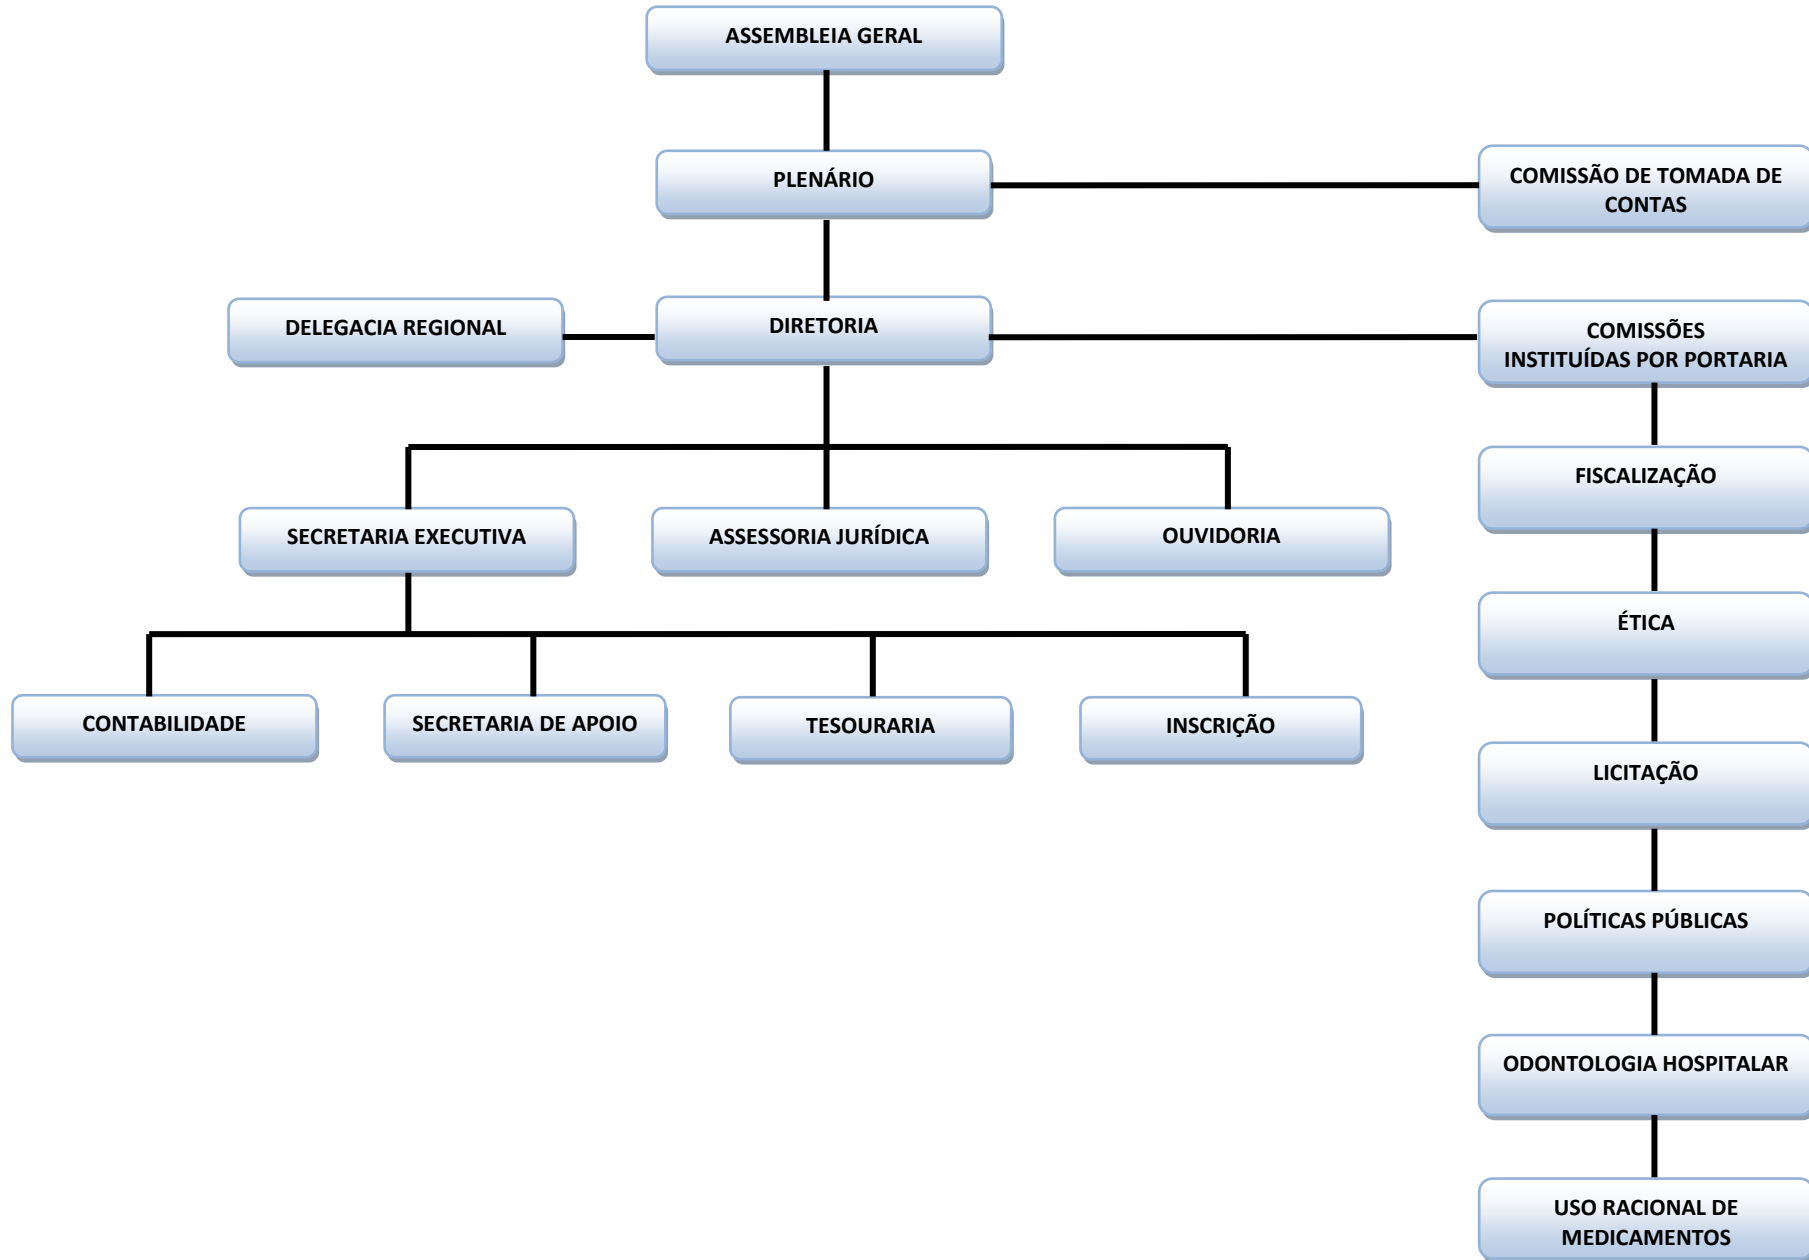 ASSEMBLEIA GERAL
PLENÁRIO
COMISSÃO DE TOMADA DE
CONTAS
DELEGACIA REGIONAL
DIRETORIA
COMISSÕES
INSTITUÍDAS POR PORTARIA
FISCALIZAÇÃO
SECRETARIA EXECUTIVA
ASSESSORIA JURÍDICA
OUVIDORIA
ÉTICA
CONTABILIDADE
SECRETARIA DE APOIO
TESOURARIA
INSCRIÇÃO
LICITAÇÃO
POLÍTICAS PÚBLICAS
ODONTOLOGIA HOSPITALAR
USO RACIONAL DE
MEDICAMENTOS